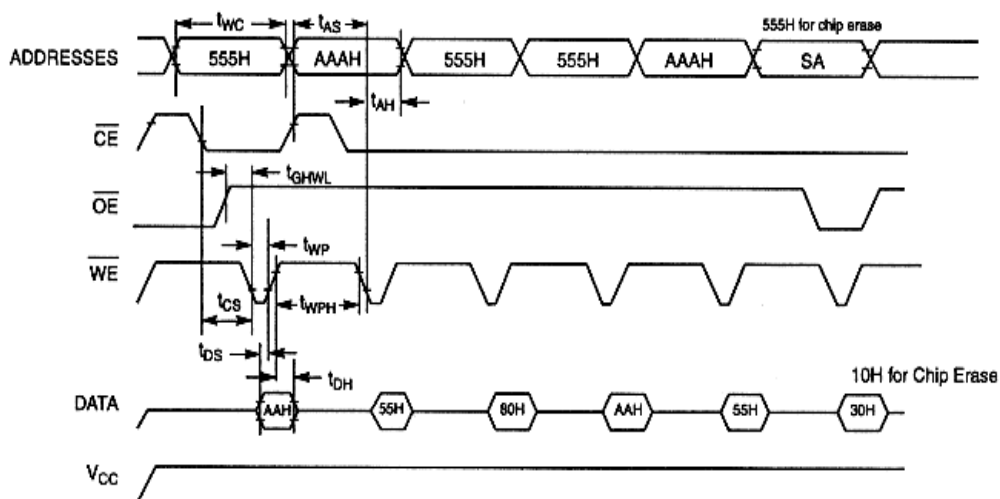 tWC
tAS
555H for chip erase
ADDRESSES
555H
AAAH
555H
555H
AAAH
SA
tAH
CE
tGHWL
OE
tWP
WE
tCS
tWPH
tDS
tDH
10H for Chip Erase
DATA
AAH
55H
80H
AAH
55H
30H
VCC